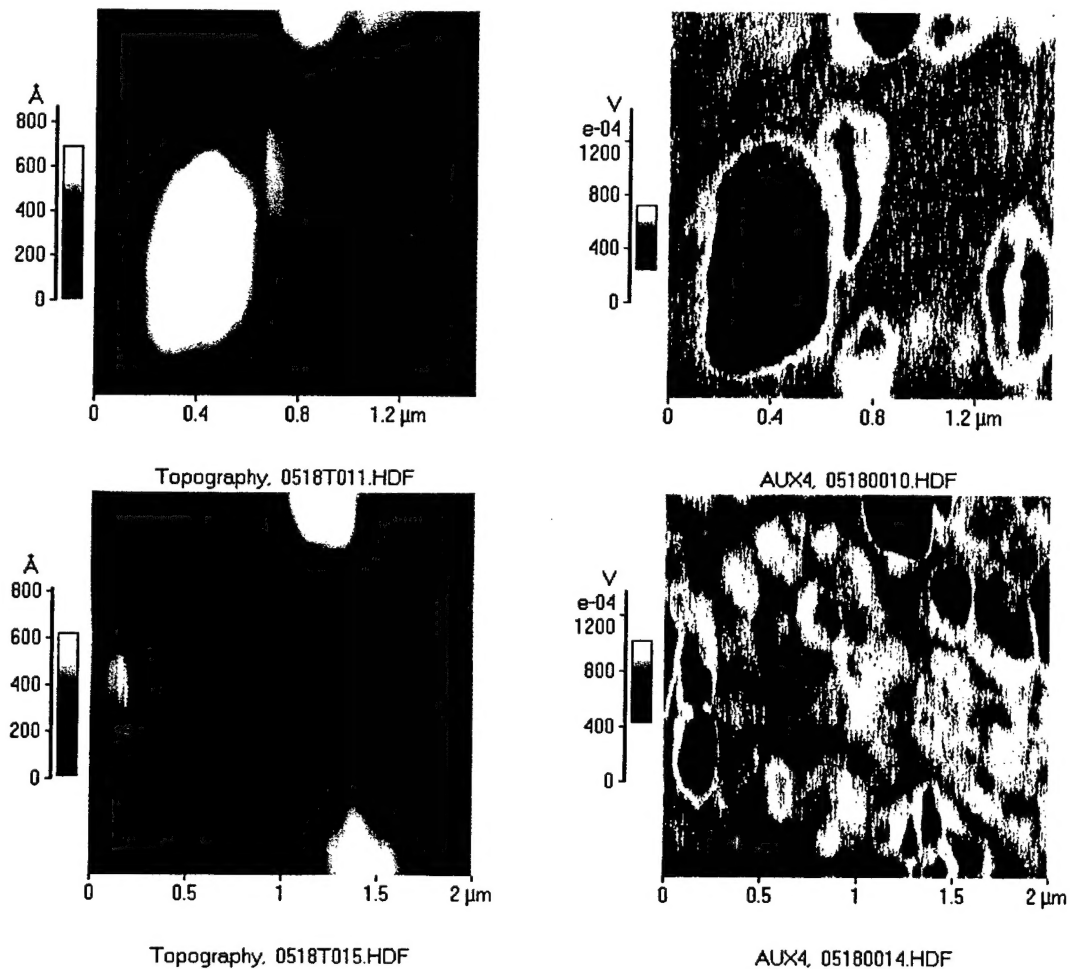 Å
800
600
400
200
0
0 0.4 0.8 1.2 µm
Topography, 0518T011.HDF
V
e-04
1200
800
400
0
0 0.4 0.8 1.2 µm
AUX4, 05180010.HDF
Å
800
600
400
200
0
0 0.5 1 1.5 2 µm
Topography, 0518T015.HDF
V
e-04
1200
800
400
0
0 0.5 1 1.5 2 µm
AUX4, 05180014.HDF